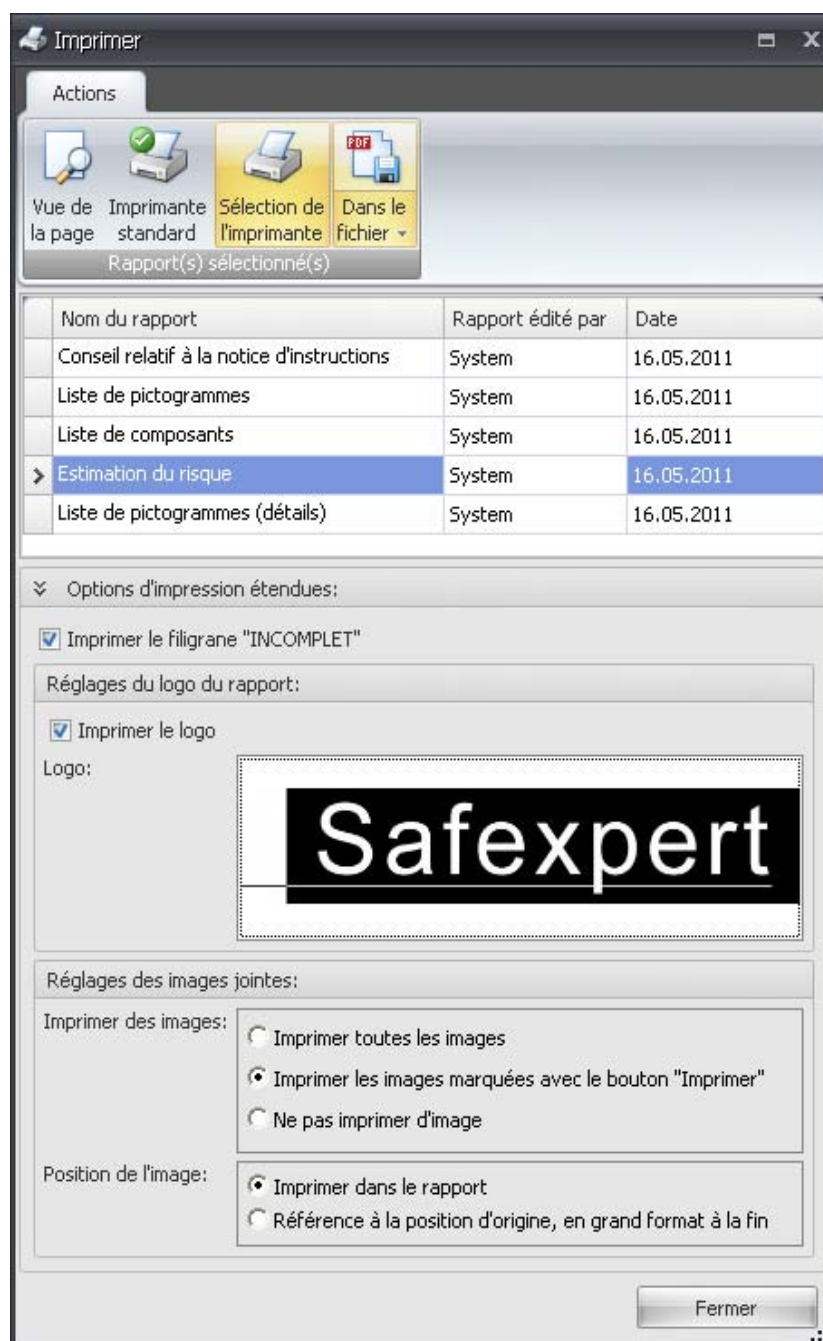 Imprimer
Actions
Vue de la page
Imprimante standard
Sélection de l'imprimante
Dans le fichier
PDF
Rapport(s) sélectionné(s)
Nom du rapport Rapport édité par Date
Conseil relatif à la notice d'instructions System 16.05.2011
Liste de pictogrammes System 16.05.2011
Liste de composants System 16.05.2011
Estimation du risque System 16.05.2011
Liste de pictogrammes (détails) System 16.05.2011
Options d'impression étendues:
Imprimer le filigrane "INCOMPLET"
Réglages du logo du rapport:
Imprimer le logo
Logo:
Safexpert
Réglages des images jointes:
Imprimer des images:
Imprimer toutes les images
Imprimer les images marquées avec le bouton "Imprimer"
Ne pas imprimer d'image
Position de l'image:
Imprimer dans le rapport
Référence à la position d'origine, en grand format à la fin
Fermer